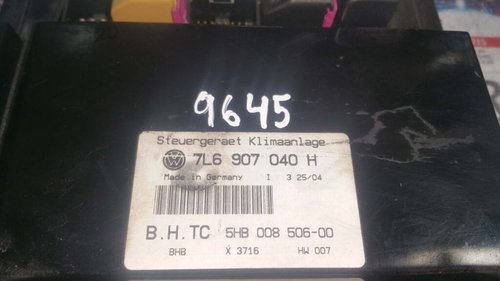 9645
Steuergeraet Klimaanlage
7L6 907 040 H
Made in Germany I 3 25/04
B.H.TC 5HB 008 506-00
BHB X 3716 HW 007